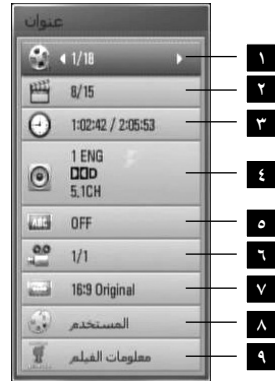 عنوان
1/18 ١
8/15 ٢
1:02:42 / 2:05:53 ٣
1 ENG
D
5.1CH
٤
ABC OFF ٥
1/1 ٦
16:9 Original ٧
المستخدم ٨
معلومات الفيلم ٩